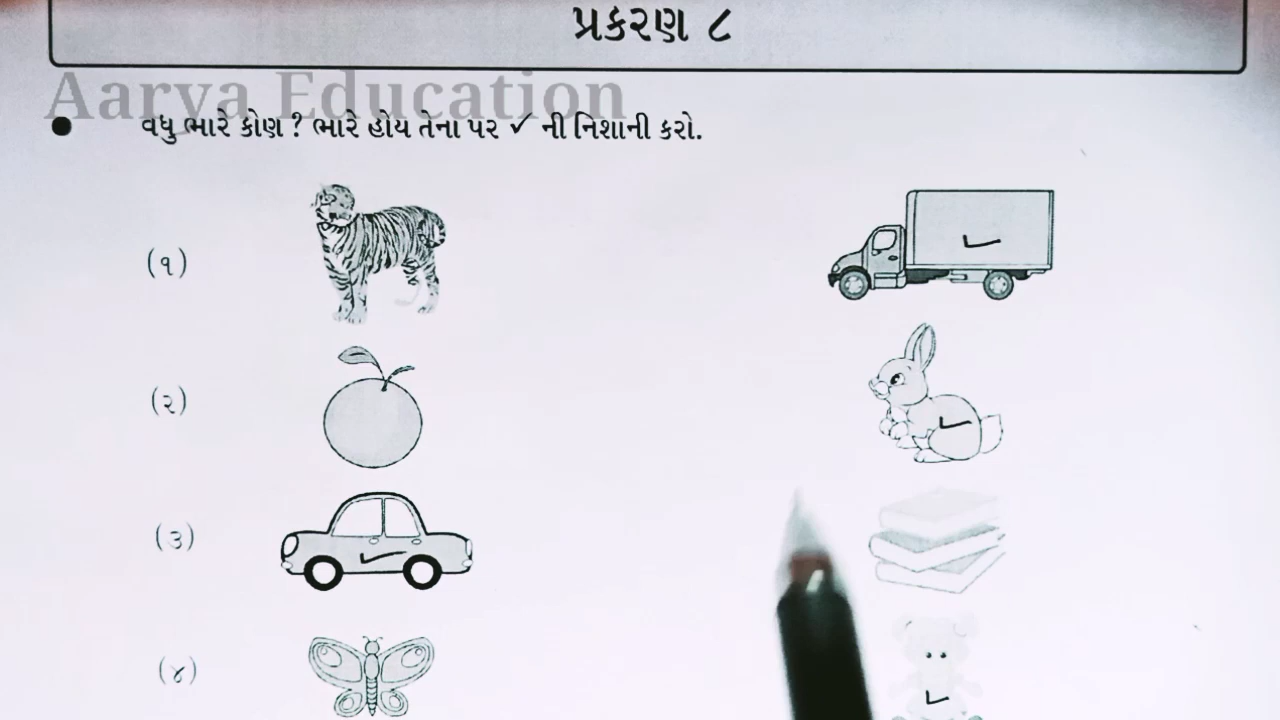 પ્રકરણ ૮
Aarya Education
વધુ ભારે કોણ ? ભારે હોય તેના પર ✓ ની નિશાની કરો.
(૧)
(૨)
(૩)
(૪)